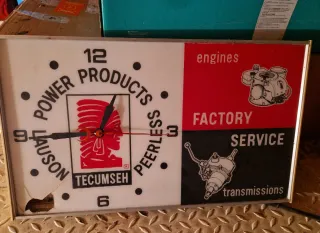 12
POWER PRODUCTS
LAUSON
PEERLESS
9
3
TECUMSEH
6
engines
FACTORY
SERVICE
transmissions